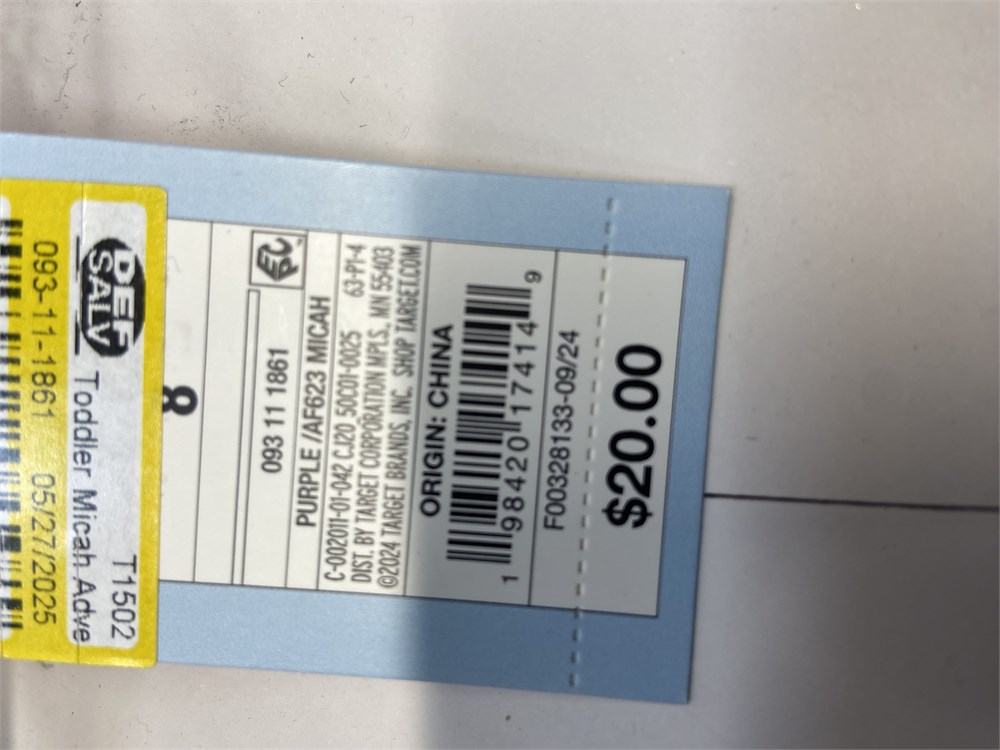 DEF
SALV
T1502
Toddler Micah Adve
093-11-1861 05/27/2025
8
093 11 1861
PURPLE /AF623 MICAH
C-002011-01-042 CJ20 50C01-0025 63-P1-4
DIST. BY TARGET CORPORATION MPLS., MN 55403
©2024 TARGET BRANDS, INC. SHOP TARGET.COM
ORIGIN: CHINA
1 98420 17414 9
F00328133-09/24
$20.00